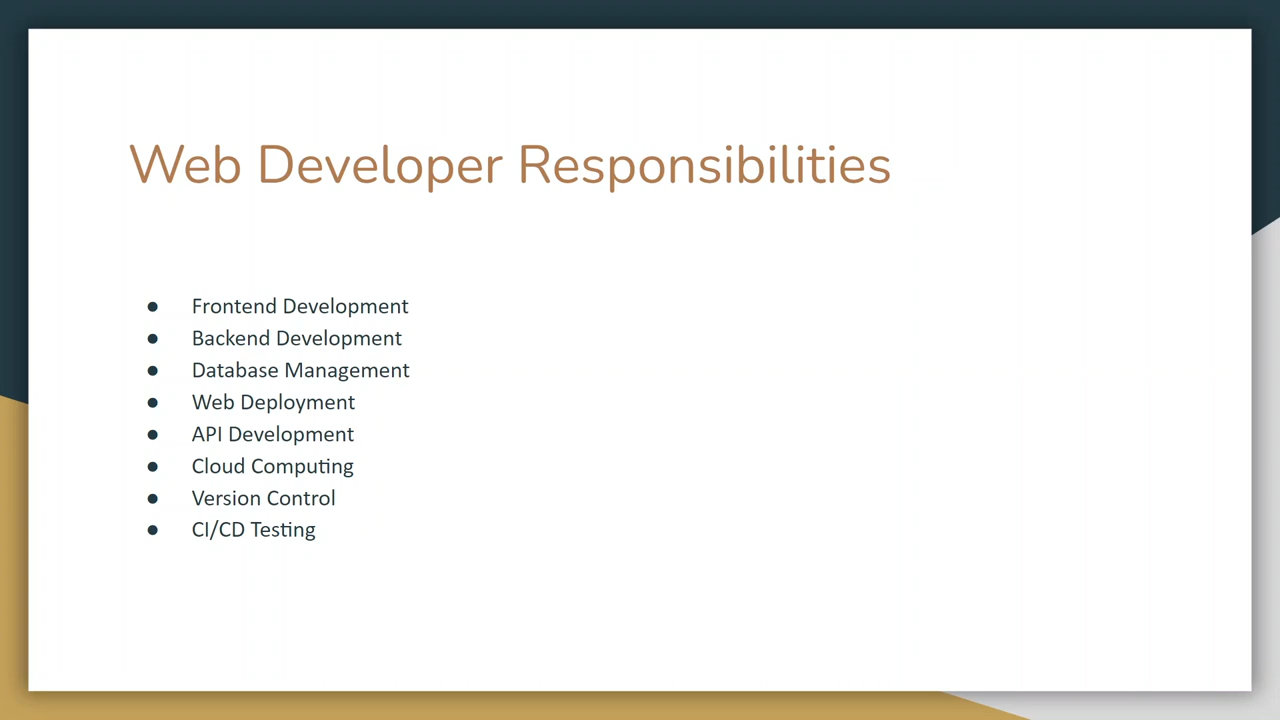 Web Developer Responsibilities
● Frontend Development
● Backend Development
● Database Management
● Web Deployment
● API Development
● Cloud Computing
● Version Control
● CI/CD Testing